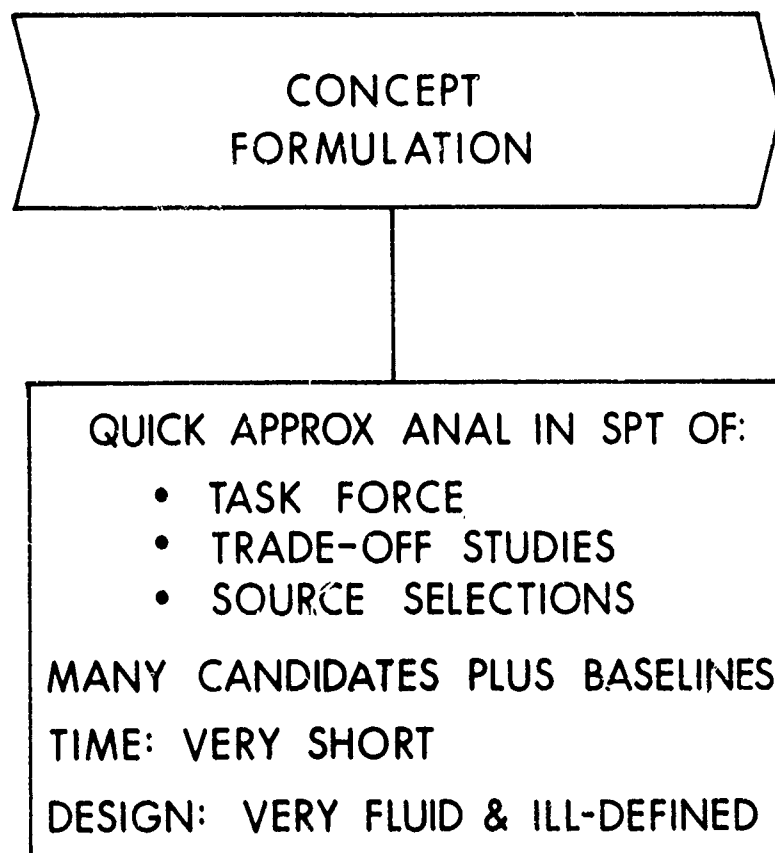 CONCEPT
FORMULATION
QUICK APPROX ANAL IN SPT OF:
• TASK FORCE
• TRADE-OFF STUDIES
• SOURCE SELECTIONS
MANY CANDIDATES PLUS BASELINES
TIME: VERY SHORT
DESIGN: VERY FLUID & ILL-DEFINED